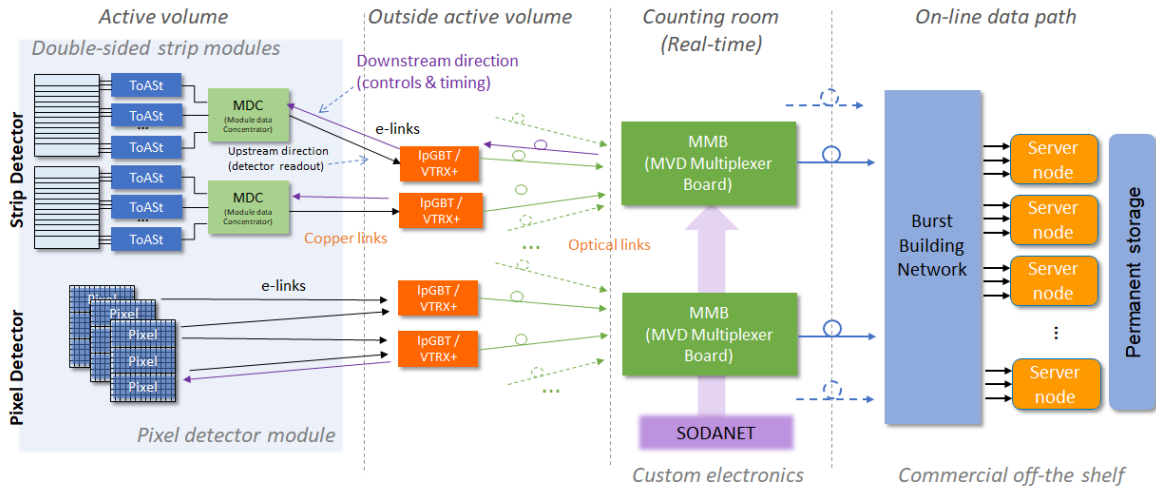 Active volume
Outside active volume
Counting room
(Real-time)
On-line data path
Double-sided strip modules
Strip Detector
ToASt
ToASt
...
ToASt
MDC
(Module data
Concentrator)
ToASt
ToASt
...
ToASt
MDC
(Module data
Concentrator)
Downstream direction
(controls & timing)
e-links
Upstream direction
(detector readout)
lpGBT /
VTRX+
lpGBT /
VTRX+
Copper links
Optical links
...
MMB
(MVD Multiplexer
Board)
Burst
Building
Network
Server
node
Server
node
Server
node
...
Server
node
Permanent storage
Pixel Detector
Pixel
Pixel
Pixel
Pixel
Pixel
e-links
lpGBT /
VTRX+
lpGBT /
VTRX+
...
MMB
(MVD Multiplexer
Board)
Pixel detector module
SODANET
Custom electronics
Commercial off-the shelf